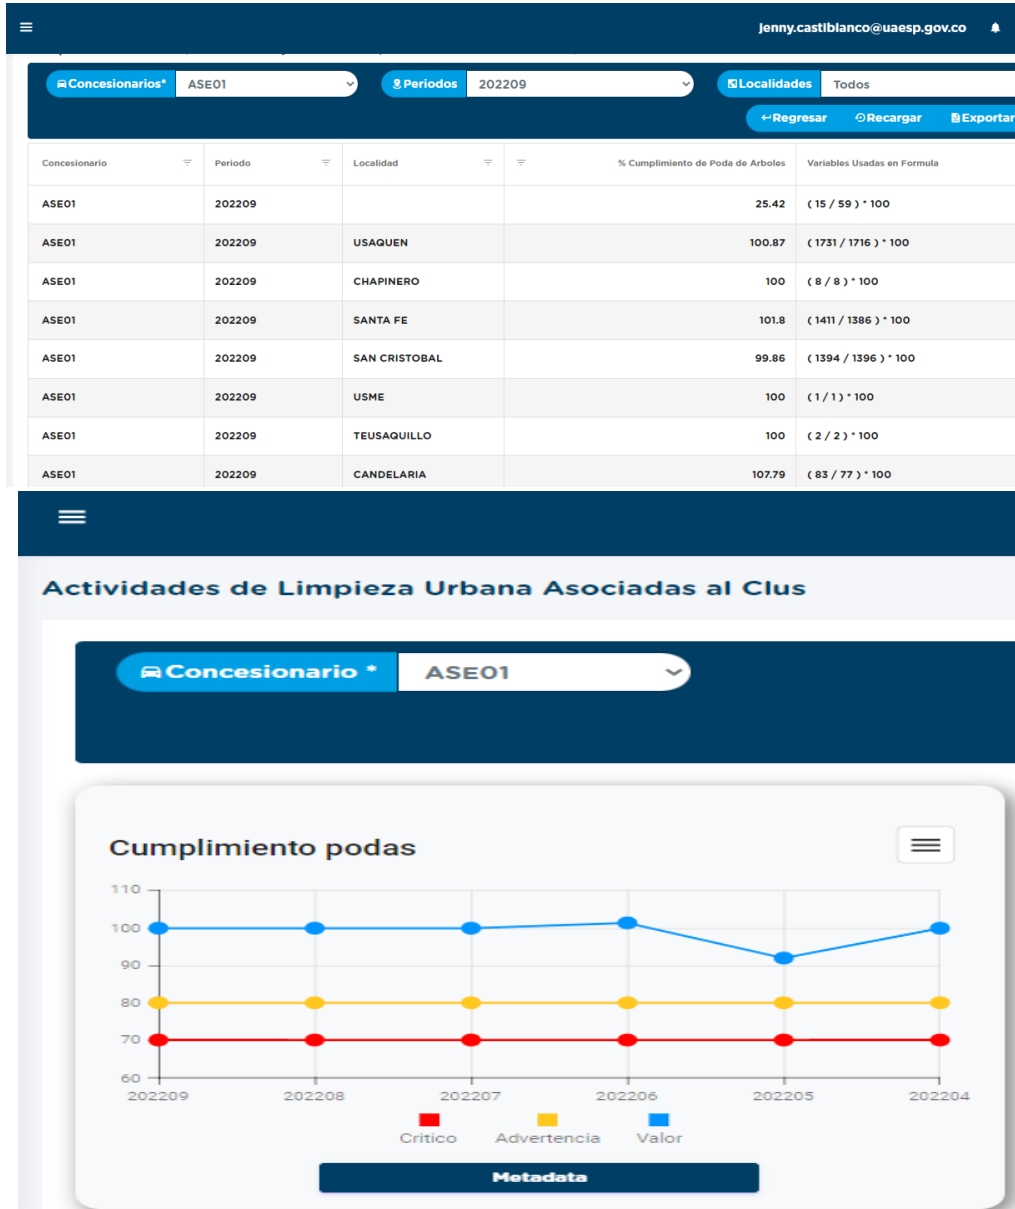 jenny.castiblanco@uaesp.gov.co
Concesionarios* ASE01 Periodos 202209 Localidades Todos
Regresar Recargar Exportar
Concesionario Periodo Localidad % Cumplimiento de Poda de Arboles Variables Usadas en Formula
ASE01 202209 25.42 ( 15 / 59 ) * 100
ASE01 202209 USAQUEN 100.87 ( 1731 / 1716 ) * 100
ASE01 202209 CHAPINERO 100 ( 8 / 8 ) * 100
ASE01 202209 SANTA FE 101.8 ( 1411 / 1386 ) * 100
ASE01 202209 SAN CRISTOBAL 99.86 ( 1394 / 1396 ) * 100
ASE01 202209 USME 100 ( 1 / 1 ) * 100
ASE01 202209 TEUSAQUILLO 100 ( 2 / 2 ) * 100
ASE01 202209 CANDELARIA 107.79 ( 83 / 77 ) * 100
Actividades de Limpieza Urbana Asociadas al Clus
Concesionario * ASE01
Cumplimiento podas
110
100
90
80
70
60
202209 202208 202207 202206 202205 202204
Critico Advertencia Valor
Metadata